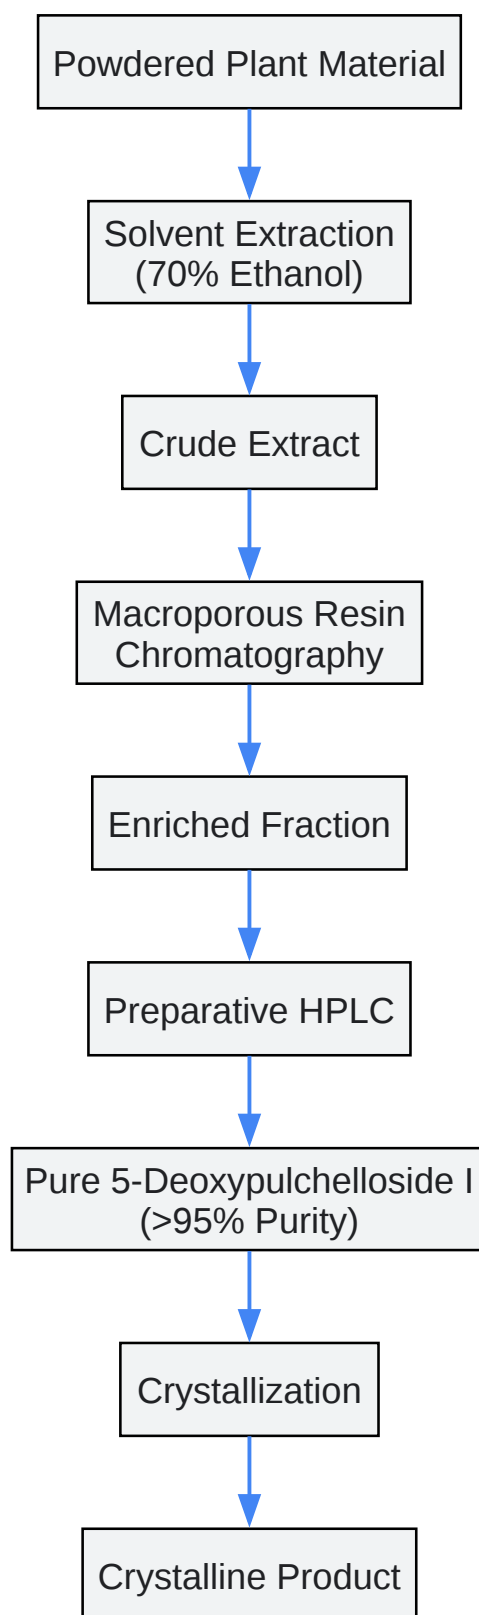 Powdered Plant Material
Solvent Extraction
(70% Ethanol)
Crude Extract
Macroporous Resin
Chromatography
Enriched Fraction
Preparative HPLC
Pure 5-Deoxypulchelloside I
(>95% Purity)
Crystallization
Crystalline Product